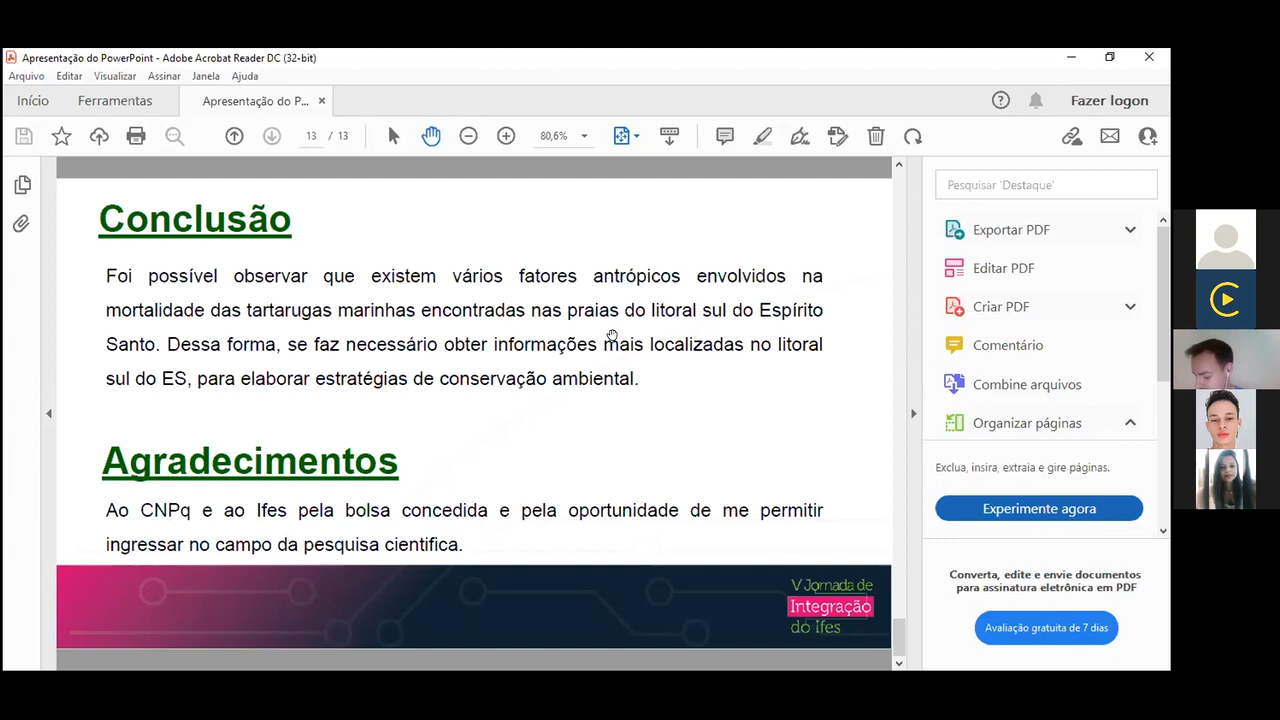 Apresentação do PowerPoint - Adobe Acrobat Reader DC (32-bit)
Arquivo Editar Visualizar Assinar Janela Ajuda
Início Ferramentas Apresentação do P... Fazer logon
13 / 13 80,6%
Conclusão
Foi possível observar que existem vários fatores antrópicos envolvidos na
mortalidade das tartarugas marinhas encontradas nas praias do litoral sul do Espírito
Santo. Dessa forma, se faz necessário obter informações mais localizadas no litoral
sul do ES, para elaborar estratégias de conservação ambiental.
Agradecimentos
Ao CNPq e ao Ifes pela bolsa concedida e pela oportunidade de me permitir
ingressar no campo da pesquisa cientifica.
V Jornada de
Integração
do Ifes
Pesquisar 'Destaque'
Exportar PDF
Editar PDF
Criar PDF
Comentário
Combine arquivos
Organizar páginas
Exclua, insira, extraia e gire páginas.
Experimente agora
Converta, edite e envie documentos
para assinatura eletrônica em PDF
Avaliação gratuita de 7 dias